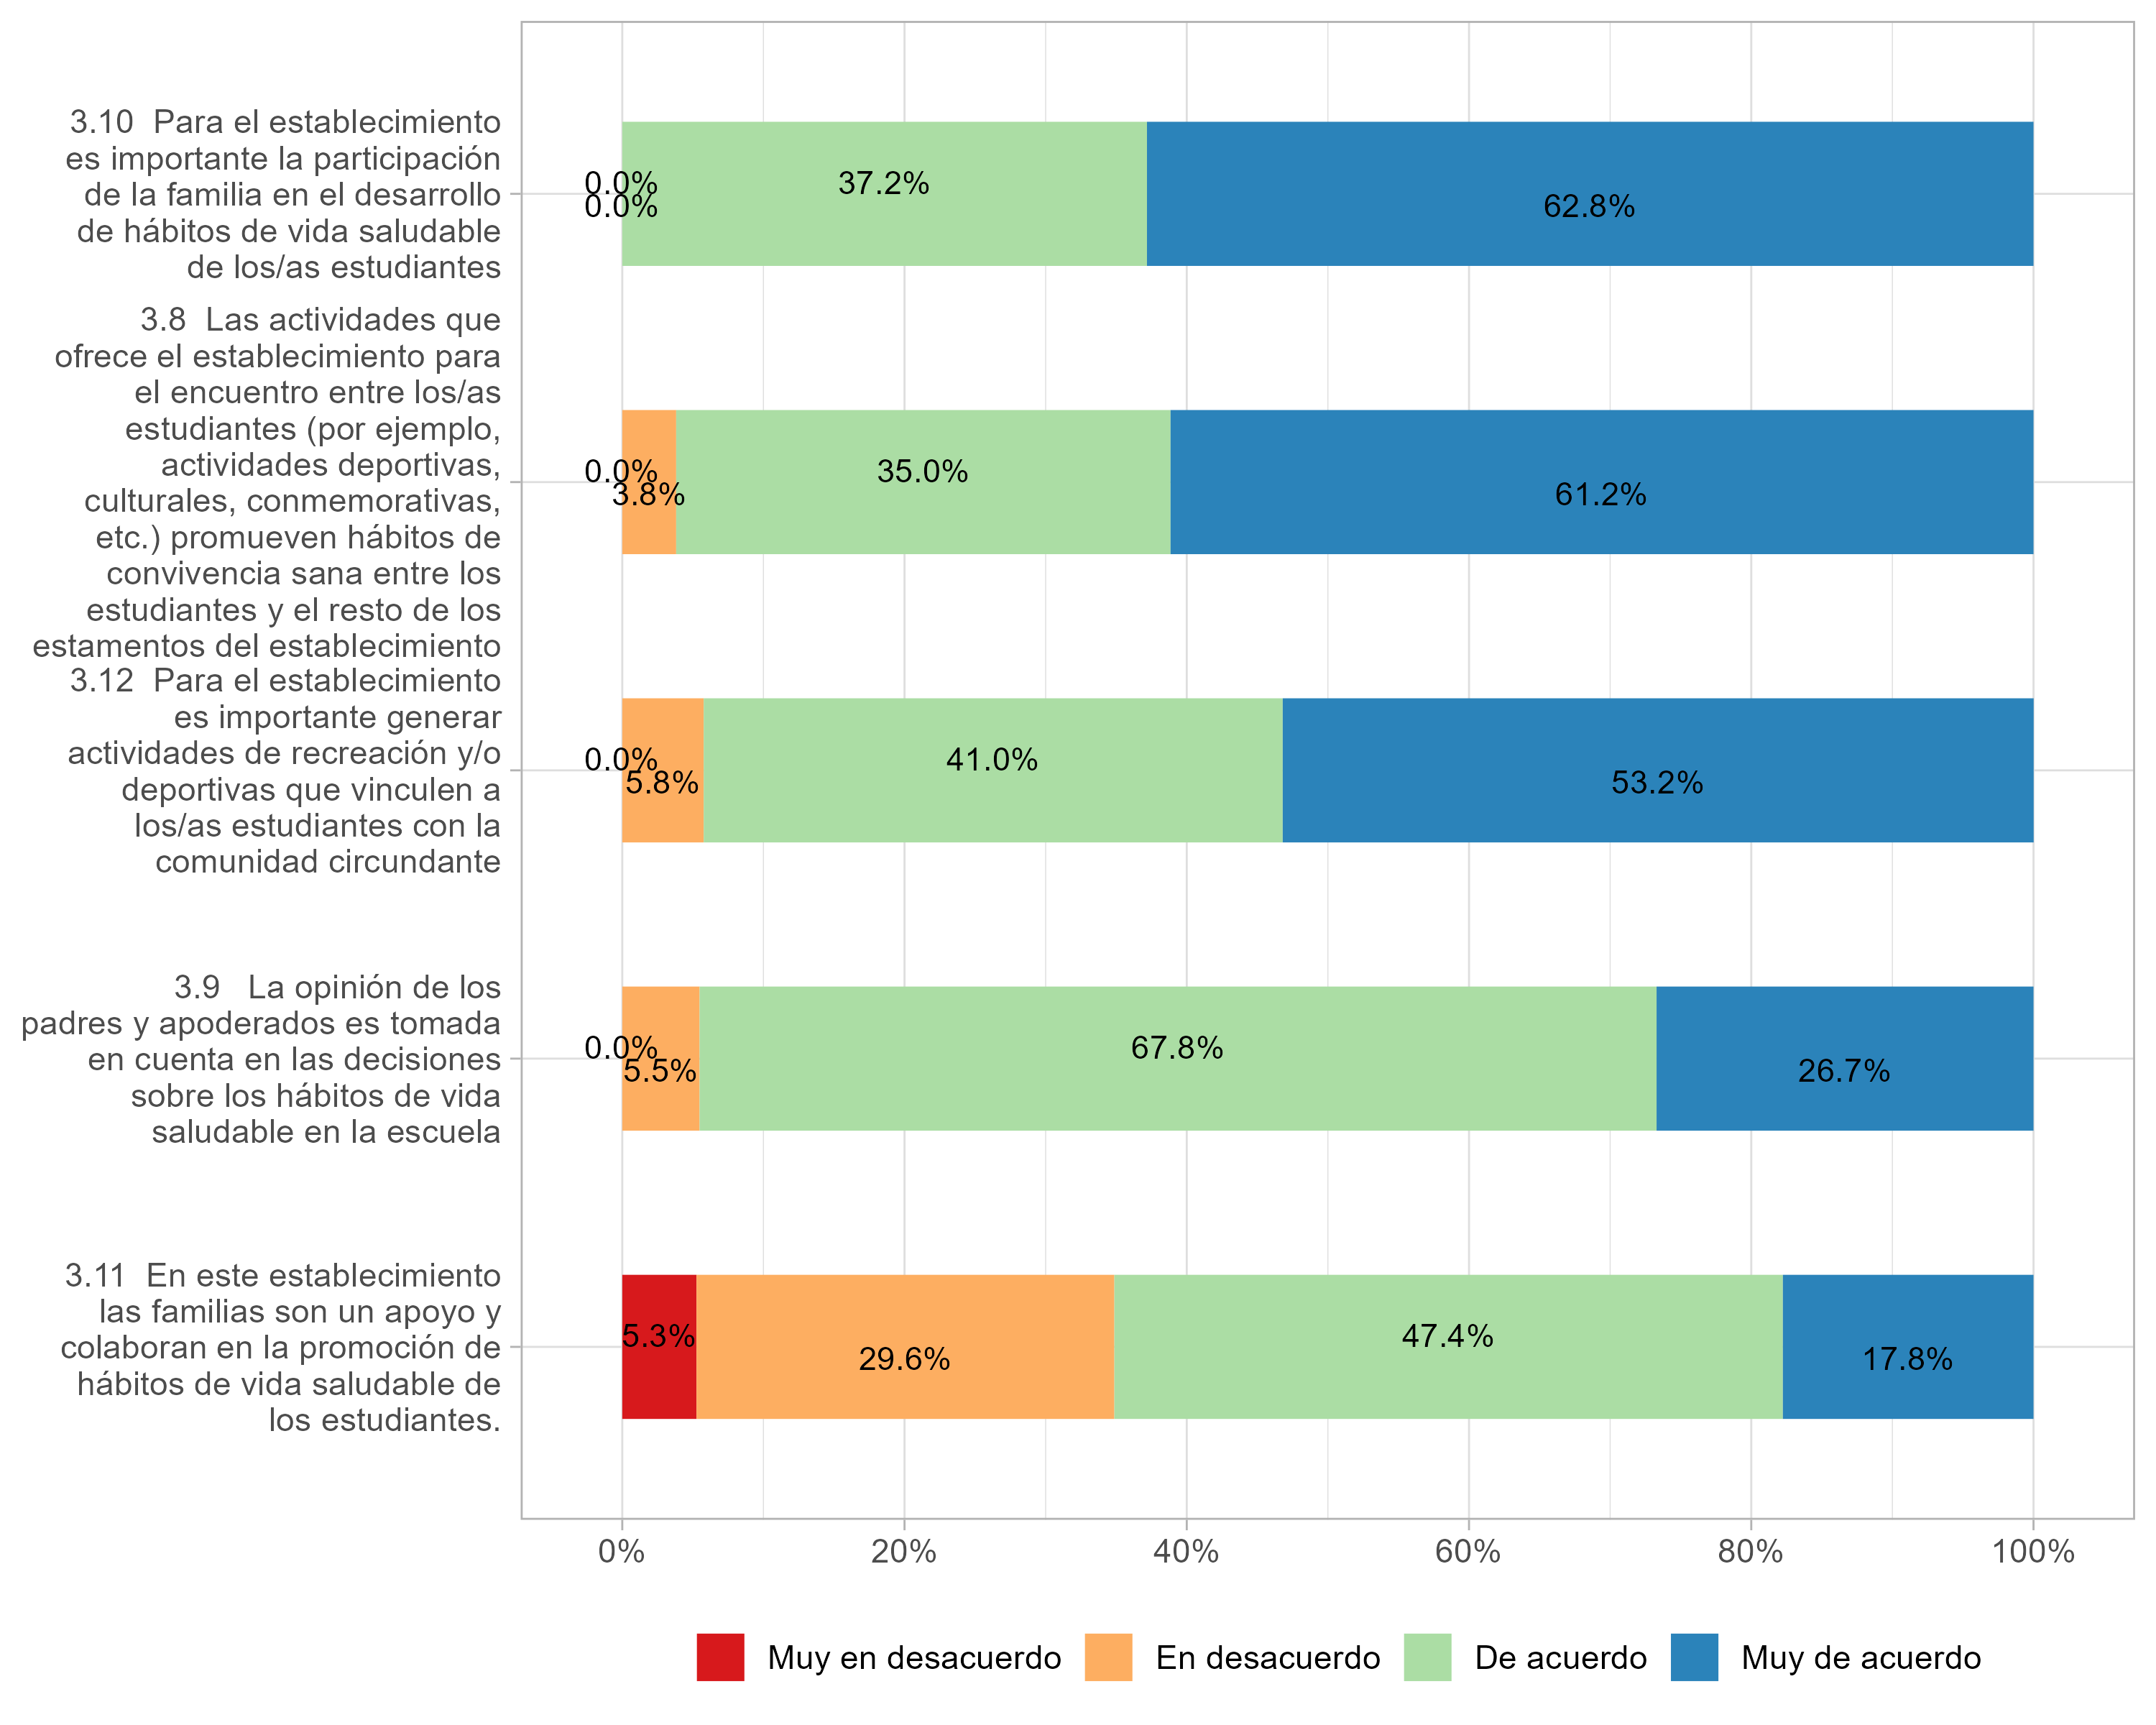 3.10  Para el establecimiento
es importante la participación
de la familia en el desarrollo
de hábitos de vida saludable
de los/as estudiantes
0.0%
0.0%
37.2%
62.8%
3.8  Las actividades que
ofrece el establecimiento para
el encuentro entre los/as
estudiantes (por ejemplo,
actividades deportivas,
culturales, conmemorativas,
etc.) promueven hábitos de
convivencia sana entre los
estudiantes y el resto de los
estamentos del establecimiento
0.0%
3.8%
35.0%
61.2%
3.12  Para el establecimiento
es importante generar
actividades de recreación y/o
deportivas que vinculen a
los/as estudiantes con la
comunidad circundante
0.0%
5.8%
41.0%
53.2%
3.9   La opinión de los
padres y apoderados es tomada
en cuenta en las decisiones
sobre los hábitos de vida
saludable en la escuela
0.0%
5.5%
67.8%
26.7%
3.11  En este establecimiento
las familias son un apoyo y
colaboran en la promoción de
hábitos de vida saludable de
los estudiantes.
5.3%
29.6%
47.4%
17.8%
0% 20% 40% 60% 80% 100%
Muy en desacuerdo En desacuerdo De acuerdo Muy de acuerdo